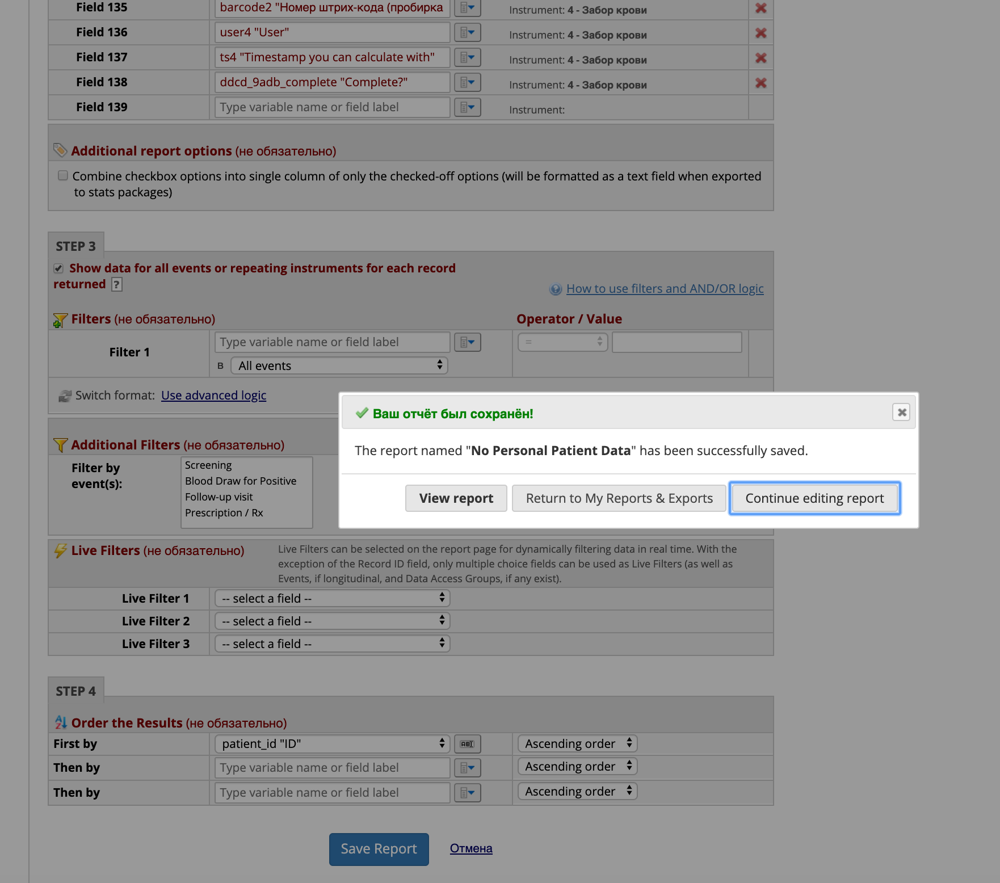 Field 135 barcode2 "Номер штрих-кода (пробирка Instrument: 4 - Забор крови
Field 136 user4 "User" Instrument: 4 - Забор крови
Field 137 ts4 "Timestamp you can calculate with" Instrument: 4 - Забор крови
Field 138 ddcd_9adb_complete "Complete?" Instrument: 4 - Забор крови
Field 139 Type variable name or field label Instrument:
Additional report options (не обязательно)
Combine checkbox options into single column of only the checked-off options (will be formatted as a text field when exported
to stats packages)
STEP 3
Show data for all events or repeating instruments for each record
returned ?
How to use filters and AND/OR logic
Filters (не обязательно) Operator / Value
Filter 1 Type variable name or field label =
В All events
Switch format: Use advanced logic
Ваш отчёт был сохранён!
The report named "No Personal Patient Data" has been successfully saved.
View report Return to My Reports & Exports Continue editing report
Additional Filters (не обязательно)
Filter by
event(s):
Screening
Blood Draw for Positive
Follow-up visit
Prescription / Rx
Live Filters (не обязательно)
Live Filters can be selected on the report page for dynamically filtering data in real time. With the
exception of the Record ID field, only multiple choice fields can be used as Live Filters (as well as
Events, if longitudinal, and Data Access Groups, if any exist).
Live Filter 1 -- select a field --
Live Filter 2 -- select a field --
Live Filter 3 -- select a field --
STEP 4
Order the Results (не обязательно)
First by patient_id "ID" ABI Ascending order
Then by Type variable name or field label Ascending order
Then by Type variable name or field label Ascending order
Save Report Отмена